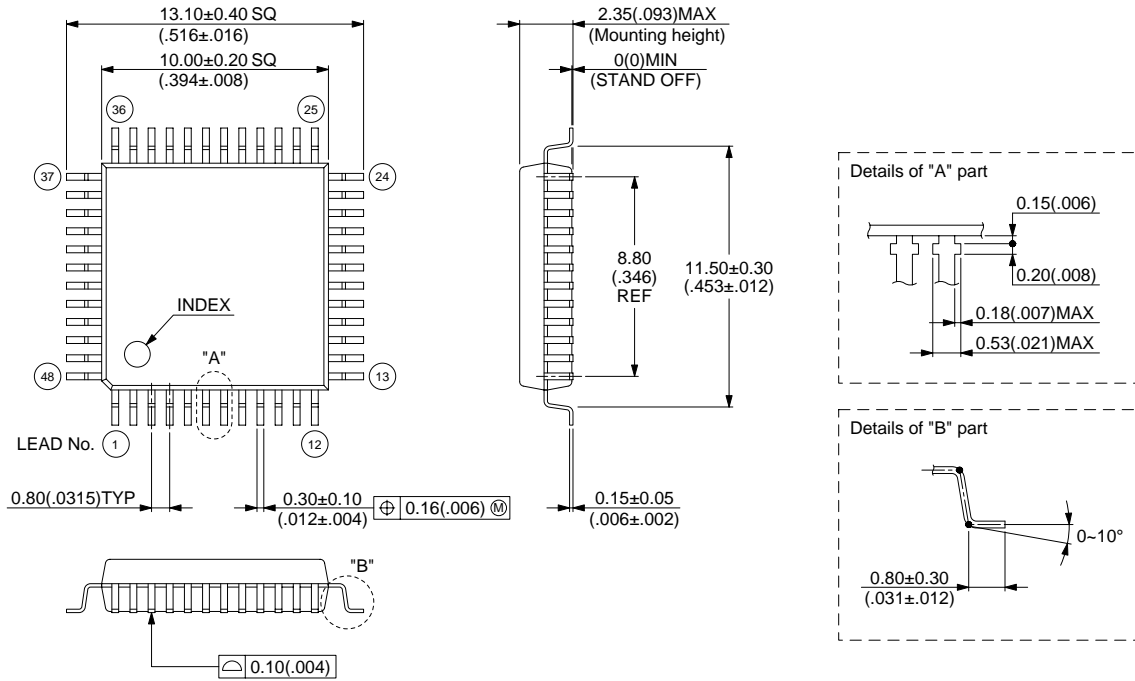 13.10±0.40 SQ
(.516±.016)
10.00±0.20 SQ
(.394±.008)
36
25
37
24
INDEX
"A"
48
13
LEAD No.
1
12
0.80(.0315)TYP
0.30±0.10
(.012±.004)
0.16(.006) Ⓜ
"B"
0.10(.004)
2.35(.093)MAX
(Mounting height)
0(0)MIN
(STAND OFF)
8.80
(.346)
REF
11.50±0.30
(.453±.012)
0.15±0.05
(.006±.002)
Details of "A" part
0.15(.006)
0.20(.008)
0.18(.007)MAX
0.53(.021)MAX
Details of "B" part
0~10°
0.80±0.30
(.031±.012)